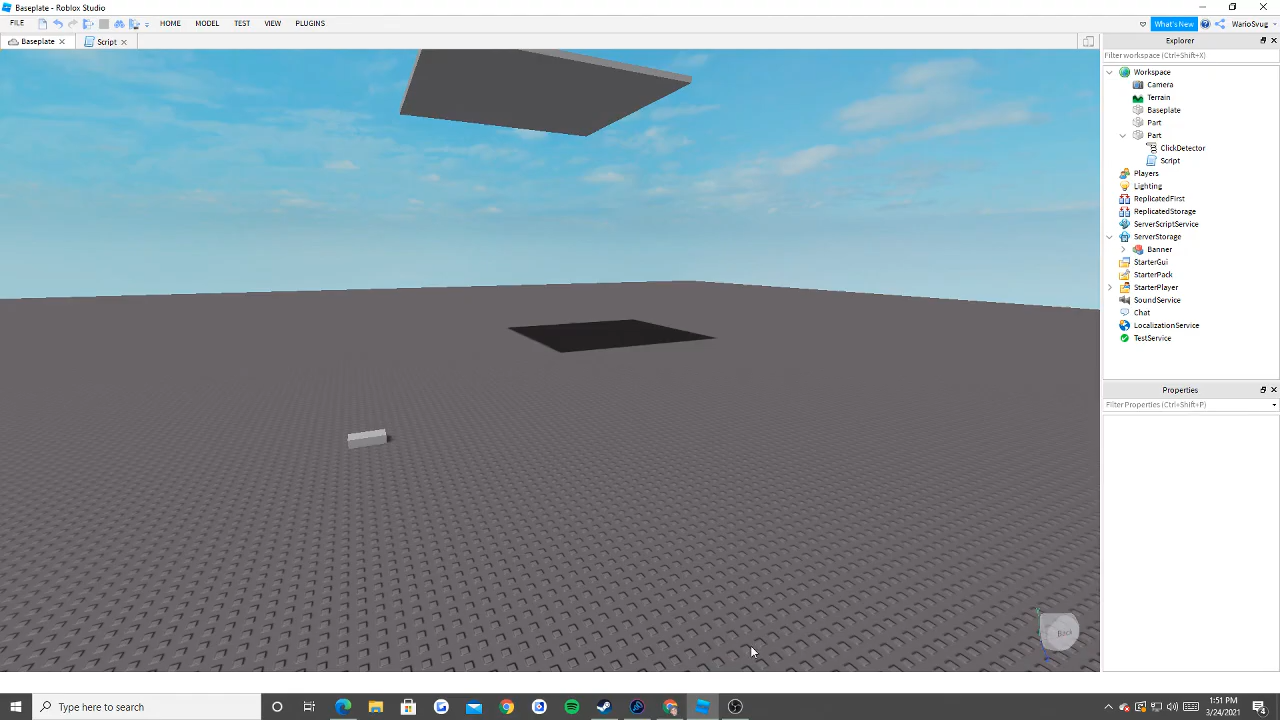 Baseplate - Roblox Studio
FILE HOME MODEL TEST VIEW PLUGINS What's New WarioSvug
Baseplate Script
Explorer
Filter workspace (Ctrl+Shift+X)
Workspace
Camera
Terrain
Baseplate
Part
Part
ClickDetector
Script
Players
Lighting
ReplicatedFirst
ReplicatedStorage
ServerScriptService
ServerStorage
Banner
StarterGui
StarterPack
StarterPlayer
SoundService
Chat
LocalizationService
TestService
Properties
Filter Properties (Ctrl+Shift+P)
Back
Type here to search
1:51 PM
3/24/2021